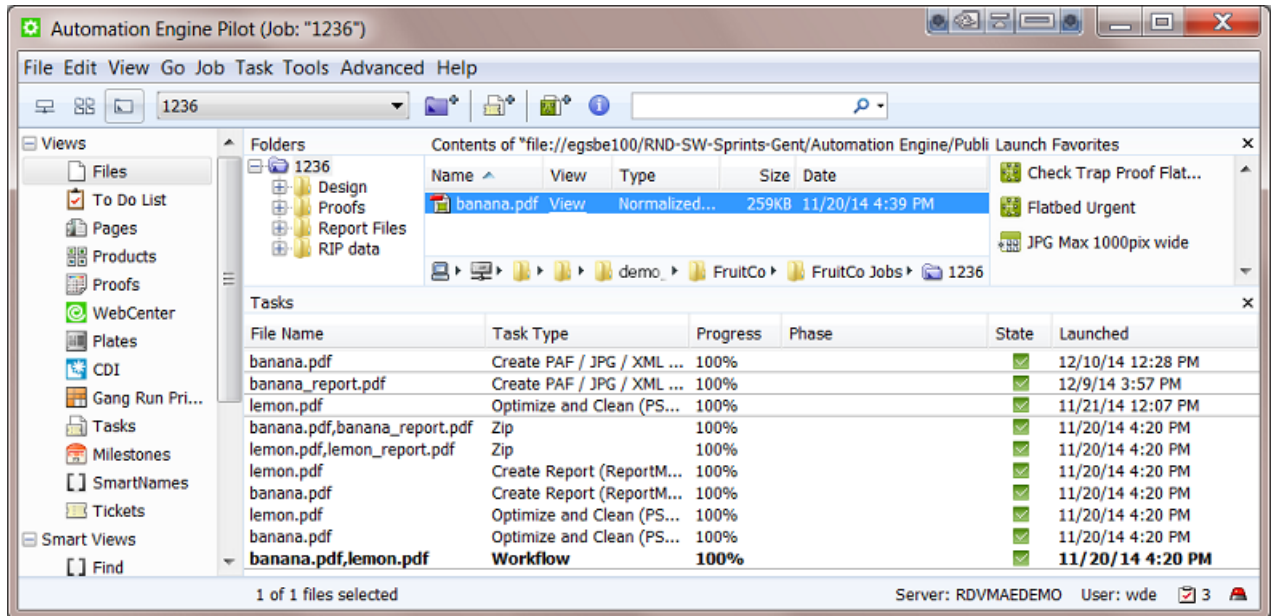 Automation Engine Pilot (Job: "1236")
File Edit View Go Job Task Tools Advanced Help
1236
Views
Files
To Do List
Pages
Products
Proofs
WebCenter
Plates
CDI
Gang Run Pri...
Tasks
Milestones
SmartNames
Tickets
Smart Views
Find
Folders
1236
Design
Proofs
Report Files
RIP data
Contents of "file://egsbe100/RND-SW-Sprints-Gent/Automation Engine/Publi
Name View Type Size Date
banana.pdf View Normalized... 259KB 11/20/14 4:39 PM
demo_ FruitCo FruitCo Jobs 1236
Launch Favorites
Check Trap Proof Flat...
Flatbed Urgent
JPG Max 1000pix wide
Tasks
File Name Task Type Progress Phase State Launched
banana.pdf Create PAF / JPG / XML ... 100% 12/10/14 12:28 PM
banana_report.pdf Create PAF / JPG / XML ... 100% 12/9/14 3:57 PM
lemon.pdf Optimize and Clean (PS... 100% 11/21/14 12:07 PM
banana.pdf,banana_report.pdf Zip 100% 11/20/14 4:20 PM
lemon.pdf,lemon_report.pdf Zip 100% 11/20/14 4:20 PM
lemon.pdf Create Report (ReportM... 100% 11/20/14 4:20 PM
banana.pdf Create Report (ReportM... 100% 11/20/14 4:20 PM
lemon.pdf Optimize and Clean (PS... 100% 11/20/14 4:20 PM
banana.pdf Optimize and Clean (PS... 100% 11/20/14 4:20 PM
banana.pdf,lemon.pdf Workflow 100% 11/20/14 4:20 PM
1 of 1 files selected Server: RDVMAEDEMO User: wde 3